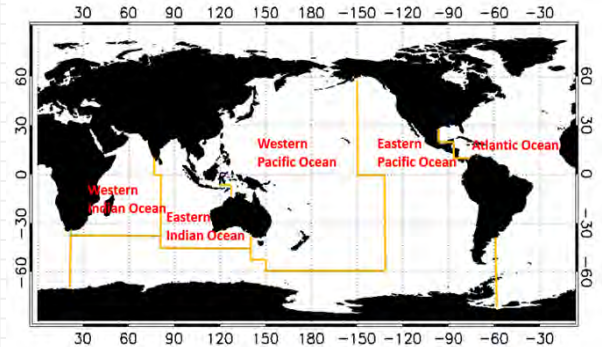 30 60 90 120 150 180 −150 −120 −90 −60 −30
60 60
30 30
Western Eastern Atlantic Ocean
Pacific Ocean Pacific Ocean
0 0
Western
Indian Ocean
Eastern
Indian Ocean
−30 −30
−60 −60
30 60 90 120 150 180 −150 −120 −90 −60 −30